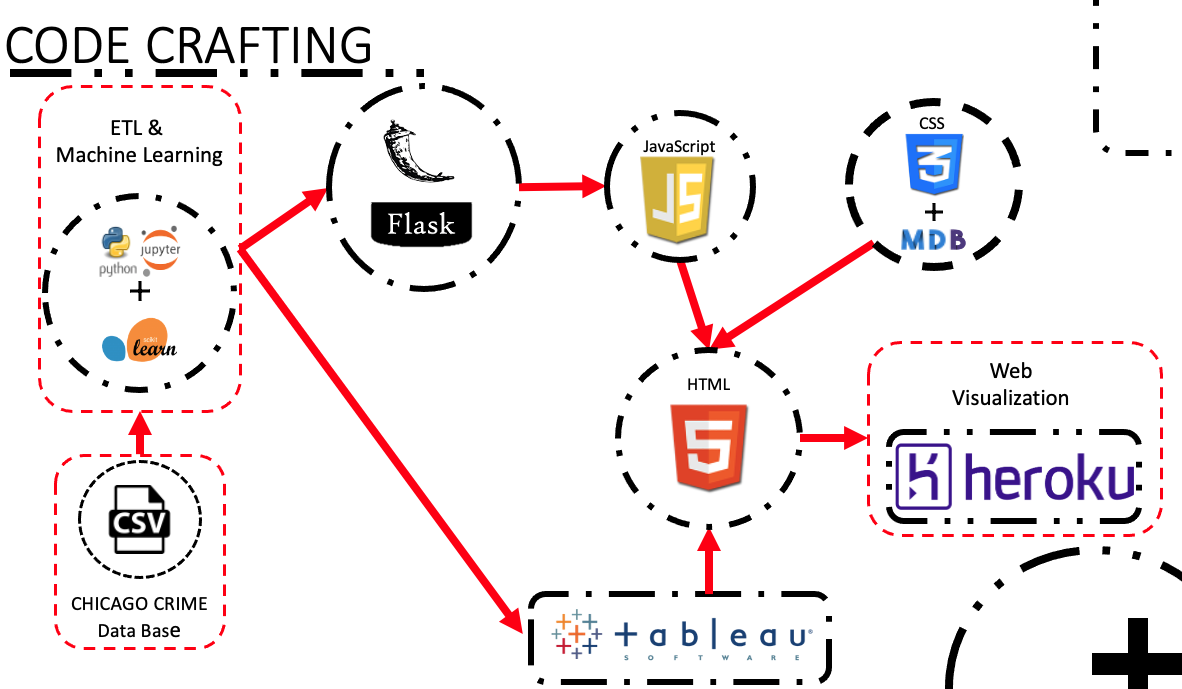 CODE CRAFTING
ETL &
Machine Learning
python
jupyter
+
scikit
learn
CSV
CHICAGO CRIME
Data Base
Flask
JavaScript
JS
CSS
3
+
MDB
HTML
5
Web
Visualization
heroku
+ableau®
SOFTWARE